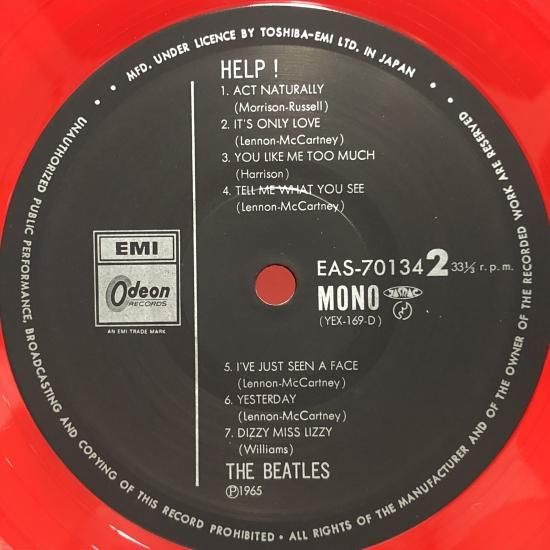 • MFD. UNDER LICENCE BY TOSHIBA-EMI LTD. IN JAPAN •
HELP !
1. ACT NATURALLY
(Morrison-Russell)
2. IT'S ONLY LOVE
(Lennon-McCartney)
3. YOU LIKE ME TOO MUCH
(Harrison)
4. TELL ME WHAT YOU SEE
(Lennon-McCartney)
EMI
Odeon
RECORDS
AN EMI TRADE MARK
EAS-70134 2 33⅓ r.p.m.
MONO
(YEX-169-D)
5. I'VE JUST SEEN A FACE
(Lennon-McCartney)
6. YESTERDAY
(Lennon-McCartney)
7. DIZZY MISS LIZZY
(Williams)
THE BEATLES
Ⓟ1965
• UNAUTHORIZED PUBLIC PERFORMANCE, BROADCASTING AND COPYING OF THIS RECORD PROHIBITED • ALL RIGHTS OF THE MANUFACTURER AND OF THE OWNER OF THE RECORDED WORK ARE RESERVED •